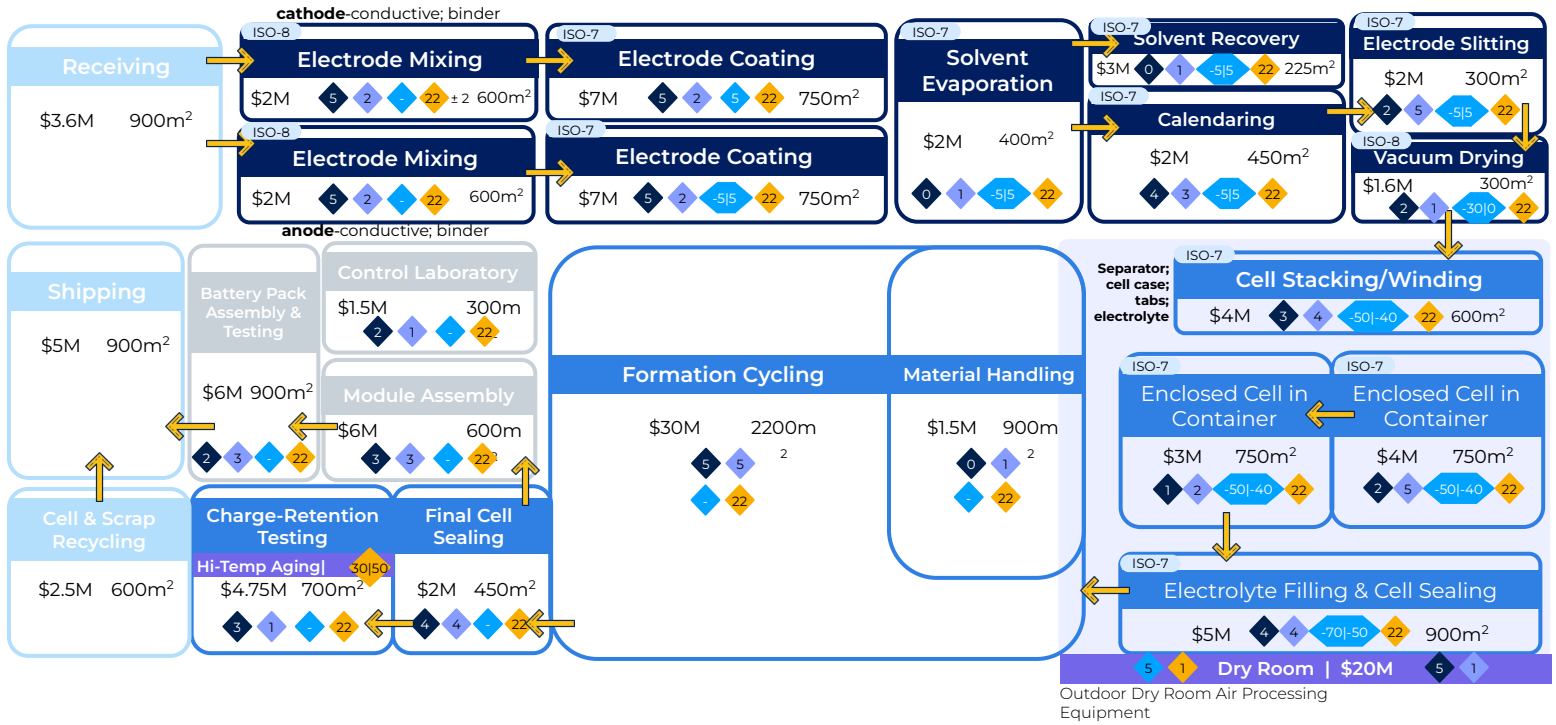 cathode-conductive; binder
Receiving
$3.6M 900m²
ISO-8
Electrode Mixing
$2M 5 2 - 22 ± 2 600m²
ISO-7
Electrode Coating
$7M 5 2 5 22 750m²
ISO-8
Electrode Mixing
$2M 5 2 - 22 600m²
ISO-7
Electrode Coating
$7M 5 2 -5|5 22 750m²
anode-conductive; binder
ISO-7
Solvent
Evaporation
$2M 400m²
0 1 -5|5 22
ISO-7
Solvent Recovery
$3M 0 1 -5|5 22 225m²
ISO-7
Calendaring
$2M 450m²
4 3 -5|5 22
ISO-7
Electrode Slitting
$2M 300m²
2 5 -5|5 22
ISO-8
Vacuum Drying
$1.6M 300m²
2 1 -30|0 22
Separator;
cell case;
tabs;
electrolyte
ISO-7
Cell Stacking/Winding
$4M 3 4 -50|-40 22 600m²
ISO-7
Enclosed Cell in
Container
$4M 750m²
2 5 -50|-40 22
ISO-7
Enclosed Cell in
Container
$3M 750m²
1 2 -50|-40 22
ISO-7
Electrolyte Filling & Cell Sealing
$5M 4 4 -70|-50 22 900m²
5 1 Dry Room | $20M 5 1
Outdoor Dry Room Air Processing
Equipment
Material Handling
$1.5M 900m
2
0 1
- 22
Formation Cycling
$30M 2200m
2
5 5
- 22
Final Cell
Sealing
$2M 450m²
4 4 - 22
Charge-Retention
Testing
Hi-Temp Aging| 30|50
$4.75M 700m²
3 1 - 22
Control Laboratory
$1.5M 300m
2 1 - 22
2
Module Assembly
$6M 600m
3 3 - 22
2
Battery Pack
Assembly &
Testing
$6M 900m²
2 3 - 22
Shipping
$5M 900m²
Cell & Scrap
Recycling
$2.5M 600m²